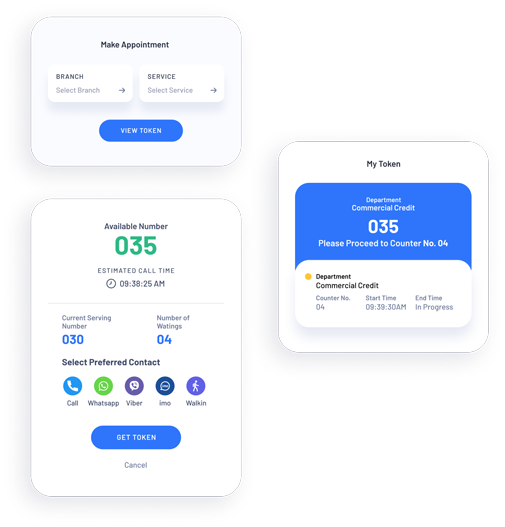 Make Appointment
BRANCH
Select Branch
SERVICE
Select Service
VIEW TOKEN
Available Number
035
ESTIMATED CALL TIME
09:38:25 AM
Current Serving
Number
030
Number of
Watings
04
Select Preferred Contact
Call
Whatsapp
Viber
imo
Walkin
GET TOKEN
Cancel
My Token
Department
Commercial Credit
035
Please Proceed to Counter No. 04
Department
Commercial Credit
Counter No.
04
Start Time
09:39:30AM
End Time
In Progress